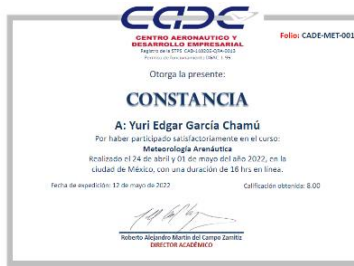 CADE
CENTRO AERONAUTICO Y
DESARROLLO EMPRESARIAL
Folio: CADE-MET-001
Otorga la presente:
CONSTANCIA
A: Yuri Edgar García Chamú
Por haber participado satisfactoriamente en el curso:
Meteorología Arenáutica
Realizado el 24 de abril y 01 de mayo del año 2022, en la
ciudad de México, con una duración de 16 hrs en línea.
Fecha de expedición: 12 de mayo de 2022
Calificación obtenida: 8.00
Roberto Alejandro Martín del Campo Zamitiz
DIRECTOR ACADÉMICO